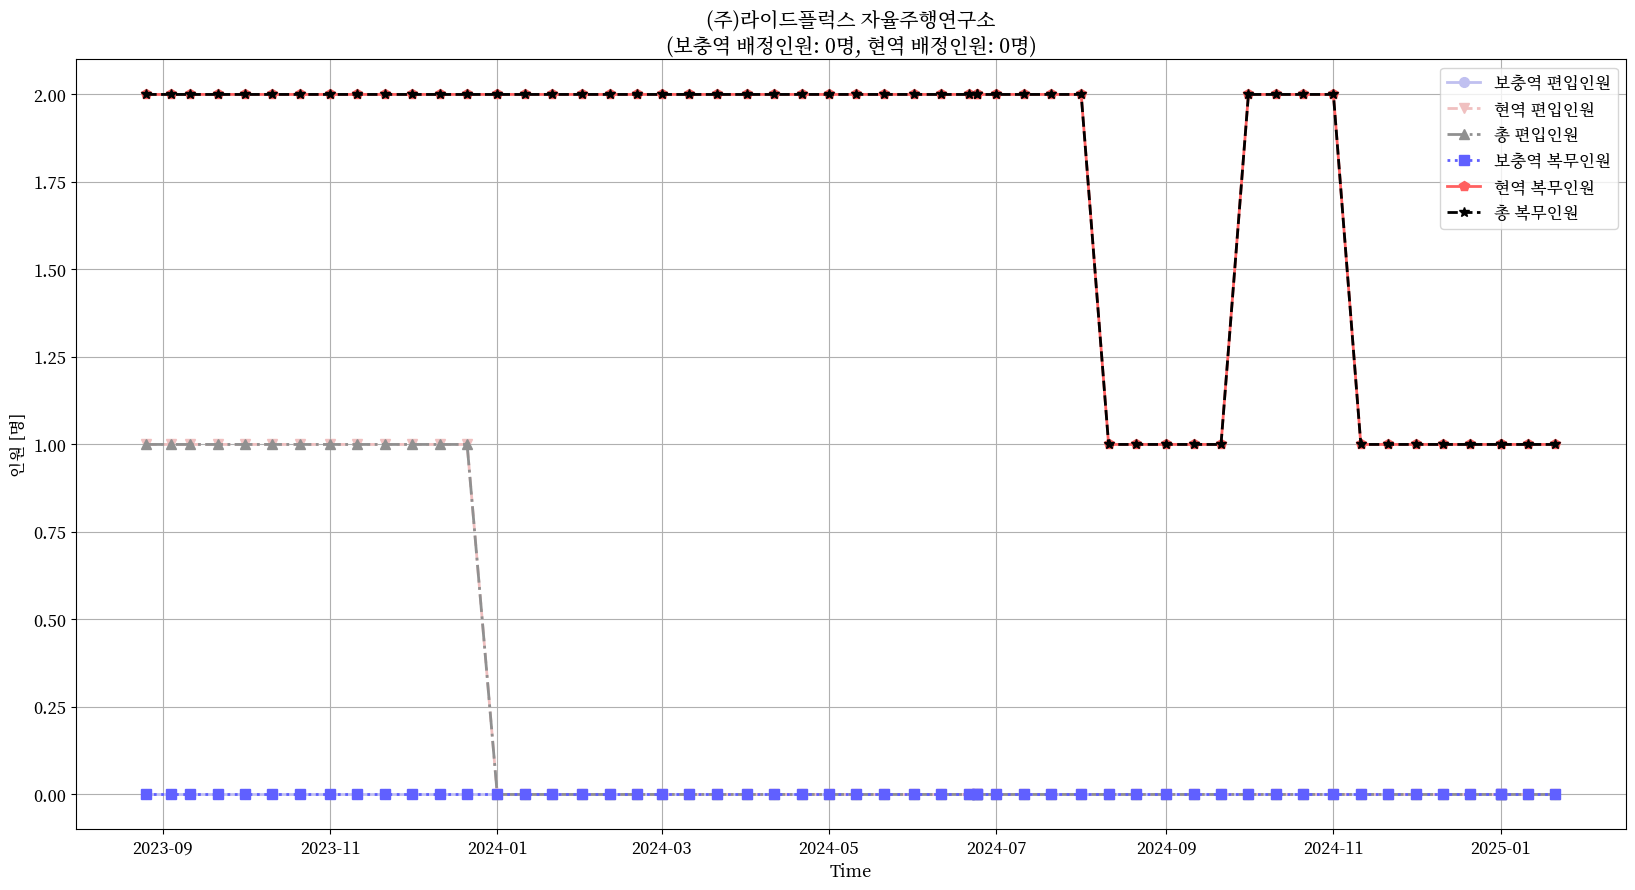 (주)라이드플럭스 자율주행연구소
(보충역 배정인원: 0명, 현역 배정인원: 0명)
보충역 편입인원
현역 편입인원
총 편입인원
보충역 복무인원
현역 복무인원
총 복무인원
인원 [명]
2.00
1.75
1.50
1.25
1.00
0.75
0.50
0.25
0.00
2023-09 2023-11 2024-01 2024-03 2024-05 2024-07 2024-09 2024-11 2025-01
Time